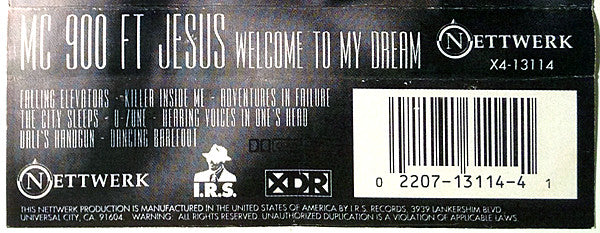 MC 900 FT JESUS WELCOME TO MY DREAM
NETTWERK
X4-13114
FALLING ELEVATORS - KILLER INSIDE ME - ADVENTURES IN FAILURE
THE CITY SLEEPS - O-ZONE - HEARING VOICES IN ONE'S HEAD
DALI'S HANDGUN - DANCING BAREFOOT
NETTWERK
I.R.S.
XDR
0 2207-13114-4 1
THIS NETTWERK PRODUCTION IS MANUFACTURED IN THE UNITED STATES OF AMERICA BY I.R.S. RECORDS, 3939 LANKERSHIM BLVD
UNIVERSAL CITY, CA. 91604. WARNING: ALL RIGHTS RESERVED. UNAUTHORIZED DUPLICATION IS A VIOLATION OF APPLICABLE LAWS.